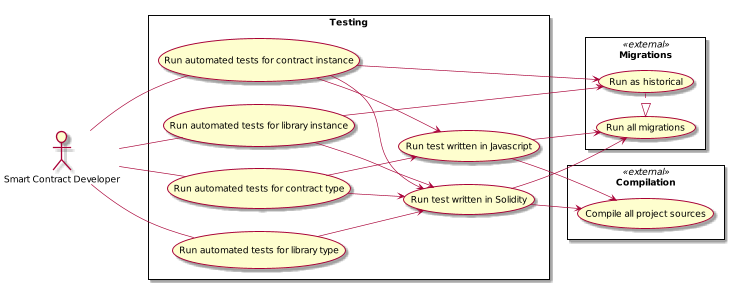 Testing
Run automated tests for contract instance
Run automated tests for library instance
Run automated tests for contract type
Run automated tests for library type
Run test written in Javascript
Run test written in Solidity
Smart Contract Developer
«external»
Migrations
Run as historical
Run all migrations
«external»
Compilation
Compile all project sources